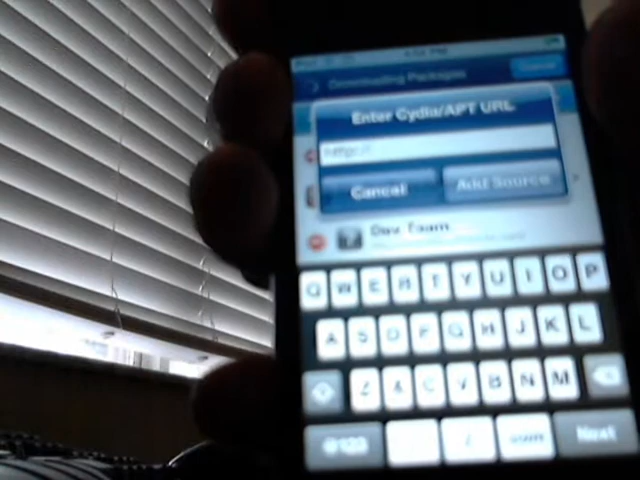 Downloading Packages
Enter Cydia/APT URL
http://
Cancel Add Source
Dev Team
Q W E R T Y U I O P
A S D F G H J K L
Z X C V B N M
@123 / .com Next